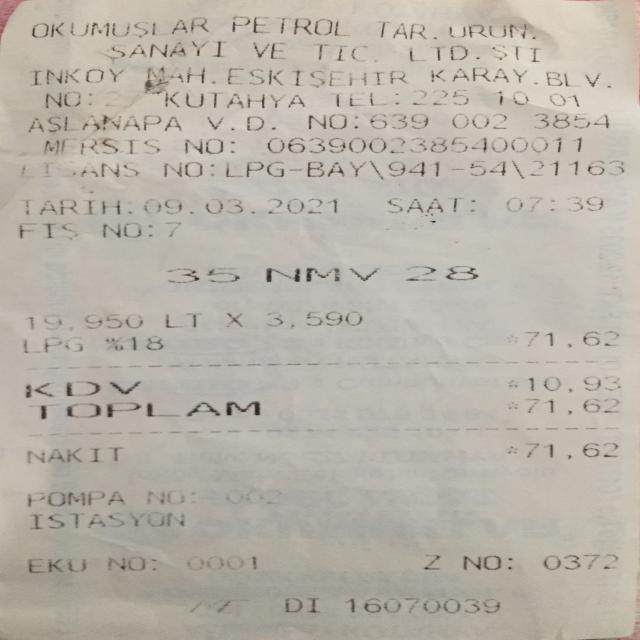 OKUMUŞLAR PETROL TAR.URUN.
SANAYİ VE TIC. LTD.ŞTİ
INKOY MAH.ESKİŞEHİR KARAY.BLV.
NO:2 KUTAHYA TEL:225 10 01
ASLANAPA V.D. NO:639 002 3854
MERSIS NO: 0639002385400011
LISANS NO:LPG-BAY\941-54\21163
TARIH:09.03.2021 SAAT: 07:39
FIS NO:7
35 NMV 28
19,950 LT X 3,590
LPG %18 *71,62
KDV *10,93
TOPLAM *71,62
NAKIT *71,62
POMPA NO: 002
ISTASYON
EKU NO: 0001 Z NO: 0372
DI 16070039